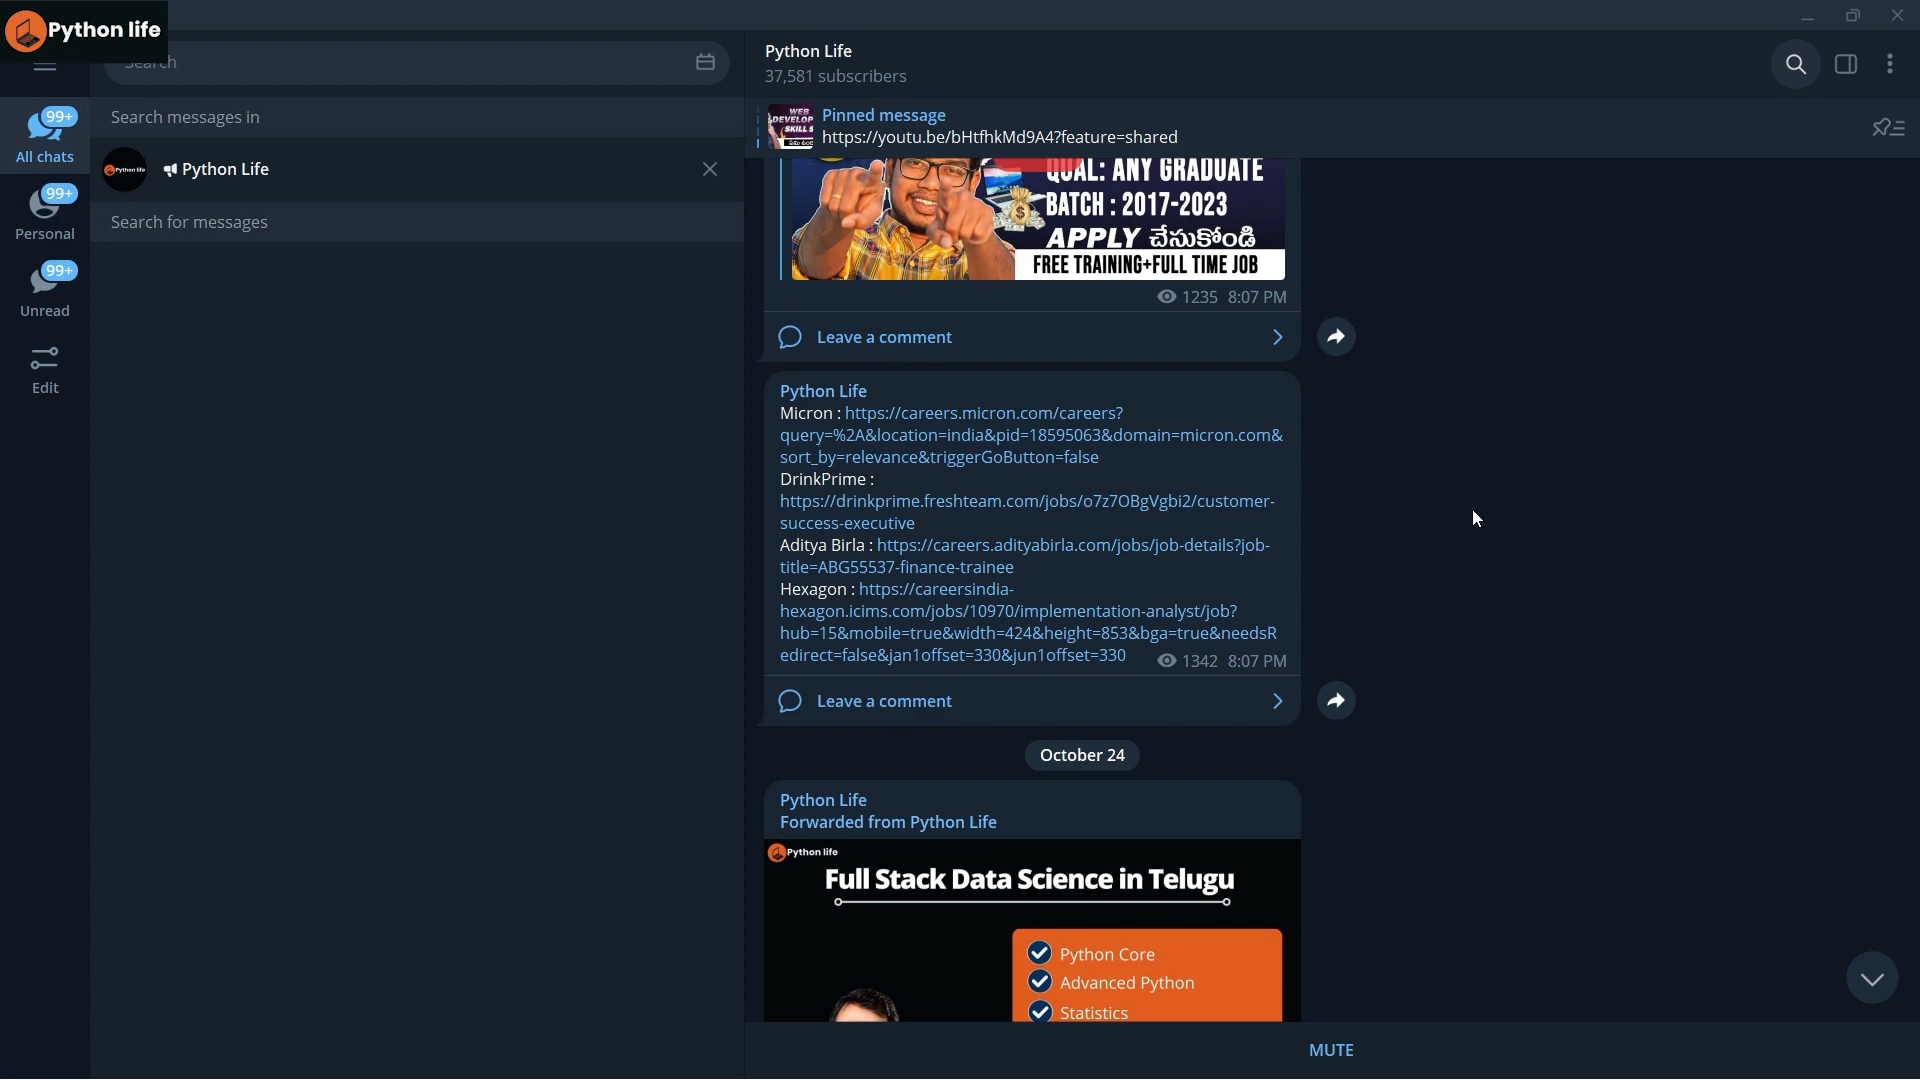 Python life
Search
Search messages in
Python Life
Search for messages
99+
All chats
99+
Personal
99+
Unread
Edit
Python Life
37,581 subscribers
WEB
DEVELOP
SKILL S
Pinned message
https://youtu.be/bHtfhkMd9A4?feature=shared
QUAL: ANY GRADUATE
BATCH : 2017-2023
APPLY చేసుకోండి
FREE TRAINING+FULL TIME JOB
1235 8:07 PM
Leave a comment
Python Life
Micron : https://careers.micron.com/careers?
query=%2A&location=india&pid=18595063&domain=micron.com&
sort_by=relevance&triggerGoButton=false
DrinkPrime :
https://drinkprime.freshteam.com/jobs/o7z7OBgVgbi2/customer-
success-executive
Aditya Birla : https://careers.adityabirla.com/jobs/job-details?job-
title=ABG55537-finance-trainee
Hexagon : https://careersindia-
hexagon.icims.com/jobs/10970/implementation-analyst/job?
hub=15&mobile=true&width=424&height=853&bga=true&needsR
edirect=false&jan1offset=330&jun1offset=330
1342 8:07 PM
Leave a comment
October 24
Python Life
Forwarded from Python Life
Python life
Full Stack Data Science in Telugu
Python Core
Advanced Python
Statistics
MUTE